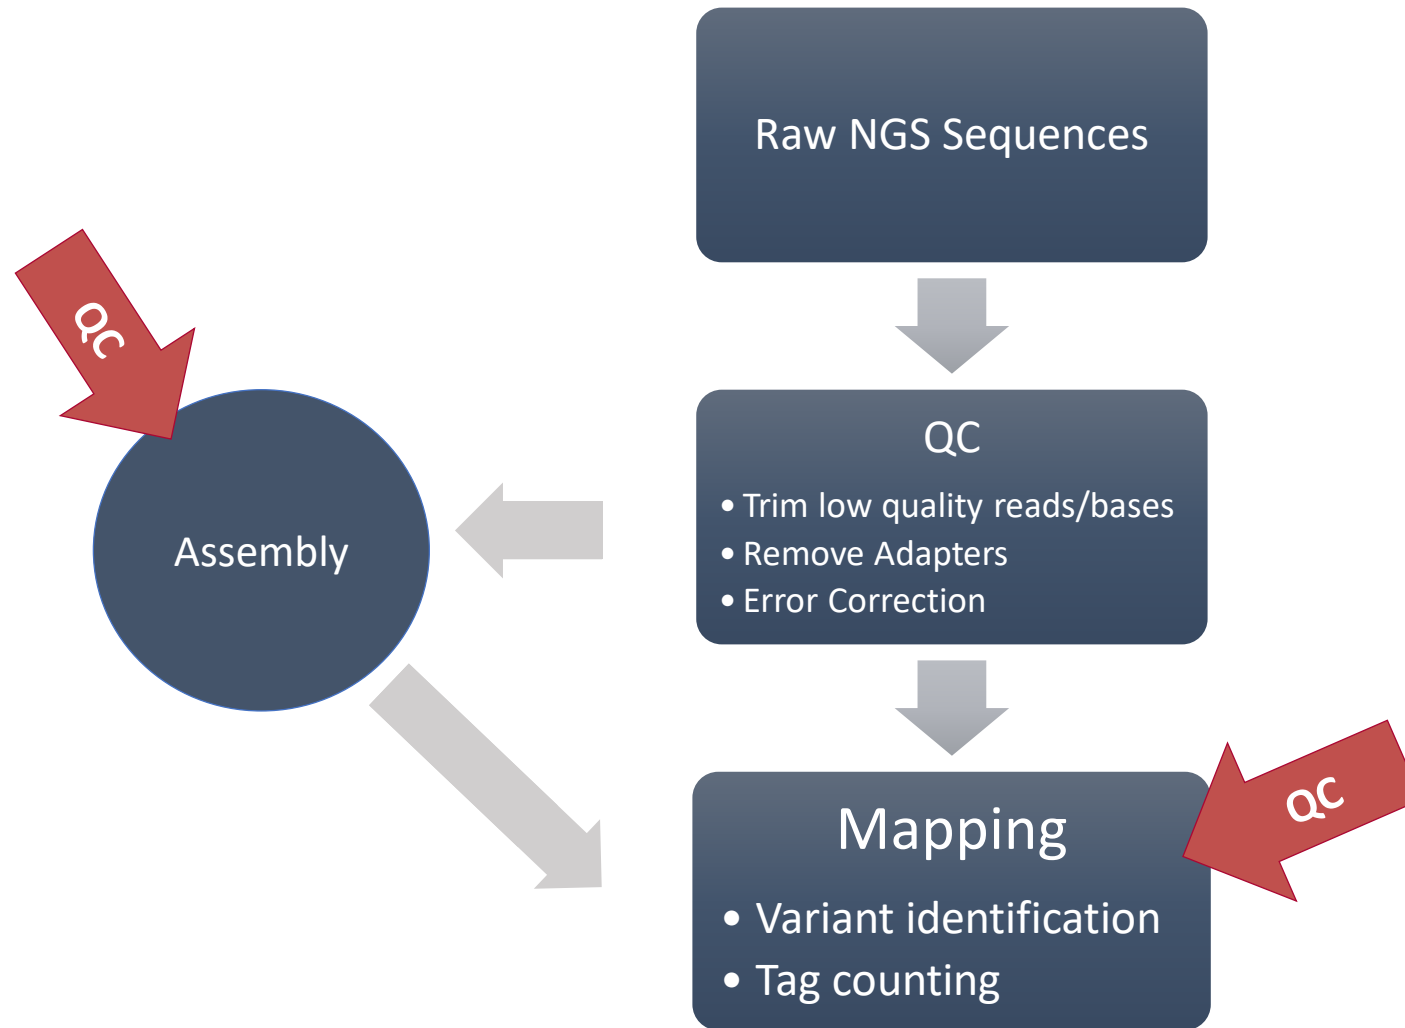 Raw NGS Sequences
QC
QC
• Trim low quality reads/bases
• Remove Adapters
• Error Correction
Assembly
Mapping
• Variant identification
• Tag counting
QC